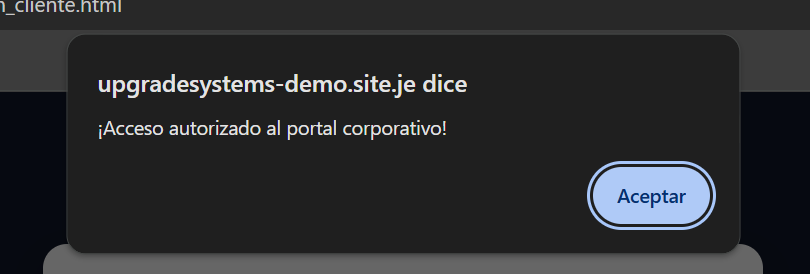 n_cliente.html
upgradesystems-demo.site.je dice
¡Acceso autorizado al portal corporativo!
Aceptar